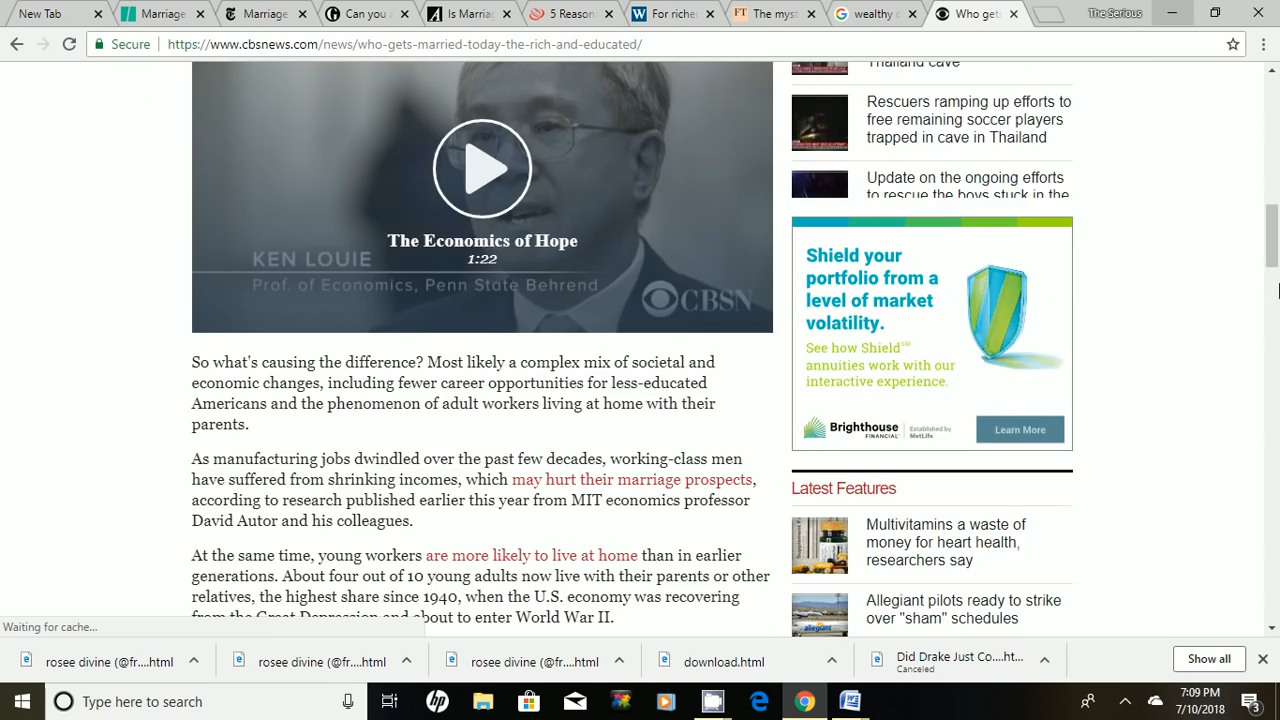 New Tab
Marriage
Marriage
Can you a
Is Marria
5 Reason
For riche
The myst
wealthy c
Who gets
The Serious
Secure
https://www.cbsnews.com/news/who-gets-married-today-the-rich-and-educated/
The Economics of Hope
1:22
KEN LOUIE
Prof. of Economics, Penn State Behrend
CBSN
So what's causing the difference? Most likely a complex mix of societal and
economic changes, including fewer career opportunities for less-educated
Americans and the phenomenon of adult workers living at home with their
parents.
As manufacturing jobs dwindled over the past few decades, working-class men
have suffered from shrinking incomes, which may hurt their marriage prospects,
according to research published earlier this year from MIT economics professor
David Autor and his colleagues.
At the same time, young workers are more likely to live at home than in earlier
generations. About four out of 10 young adults now live with their parents or other
relatives, the highest share since 1940, when the U.S. economy was recovering
from the Great Depression and about to enter World War II.
Thailand cave
Rescuers ramping up efforts to
free remaining soccer players
trapped in cave in Thailand
Update on the ongoing efforts
to rescue the boys stuck in the
Shield your
portfolio from a
level of market
volatility.
See how Shield℠
annuities work with our
interactive experience.
Brighthouse
FINANCIAL
Established by
MetLife
Learn More
Latest Features
Multivitamins a waste of
money for heart health,
researchers say
Allegiant pilots ready to strike
over "sham" schedules
allegiant
Waiting for cache
rosee divine (@fr....html
rosee divine (@fr....html
rosee divine (@fr....html
download.html
Did Drake Just Co....ht...
Canceled
Show all
Type here to search
7:09 PM
7/10/2018
3